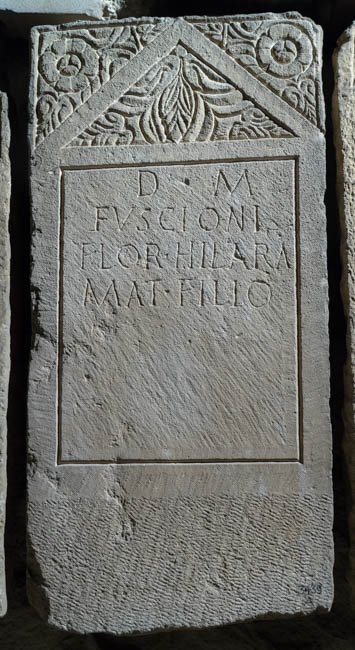 D · M
FVSCIONI
FLOR · HILARA
MAT · FILIO